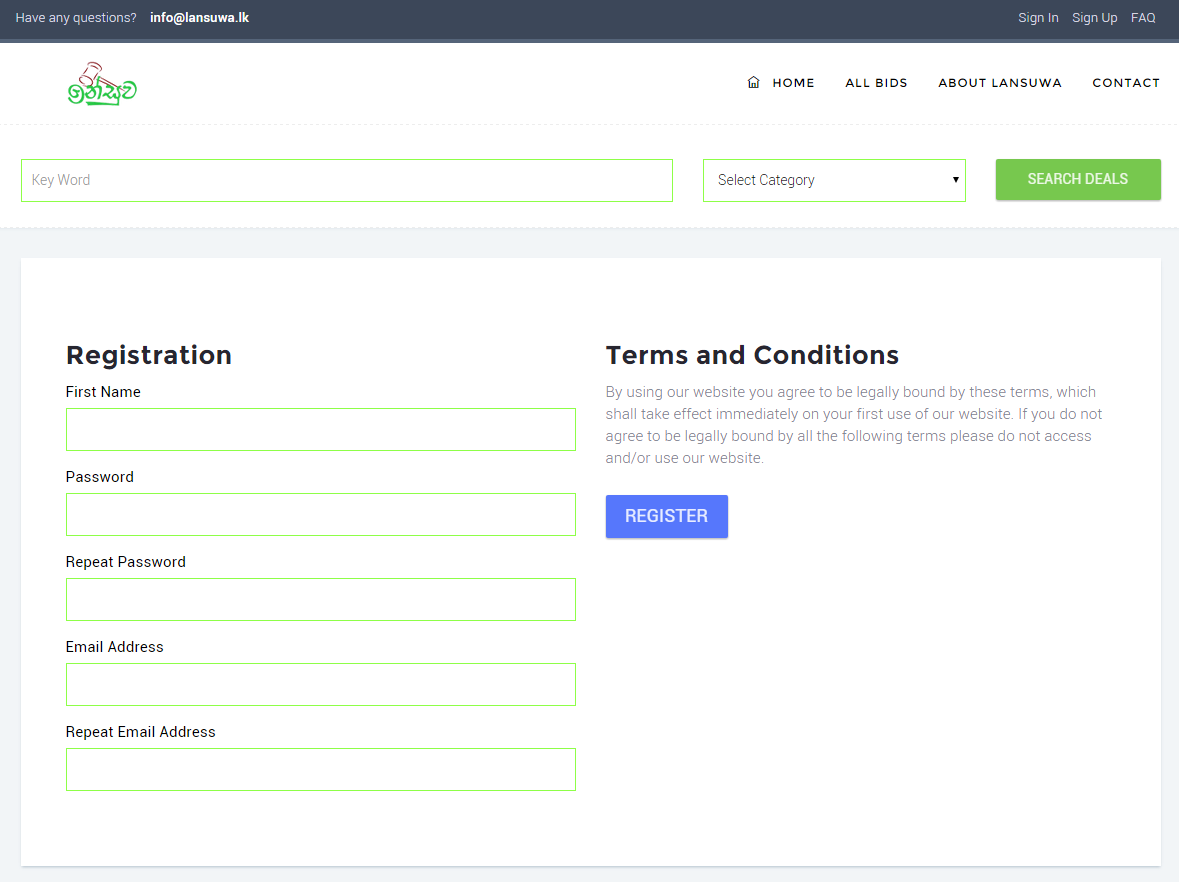 Have any questions? info@lansuwa.lk
Sign In Sign Up FAQ
ලන්සුව
HOME ALL BIDS ABOUT LANSUWA CONTACT
Key Word
Select Category
SEARCH DEALS
Registration
First Name
Password
Repeat Password
Email Address
Repeat Email Address
Terms and Conditions
By using our website you agree to be legally bound by these terms, which
shall take effect immediately on your first use of our website. If you do not
agree to be legally bound by all the following terms please do not access
and/or use our website.
REGISTER